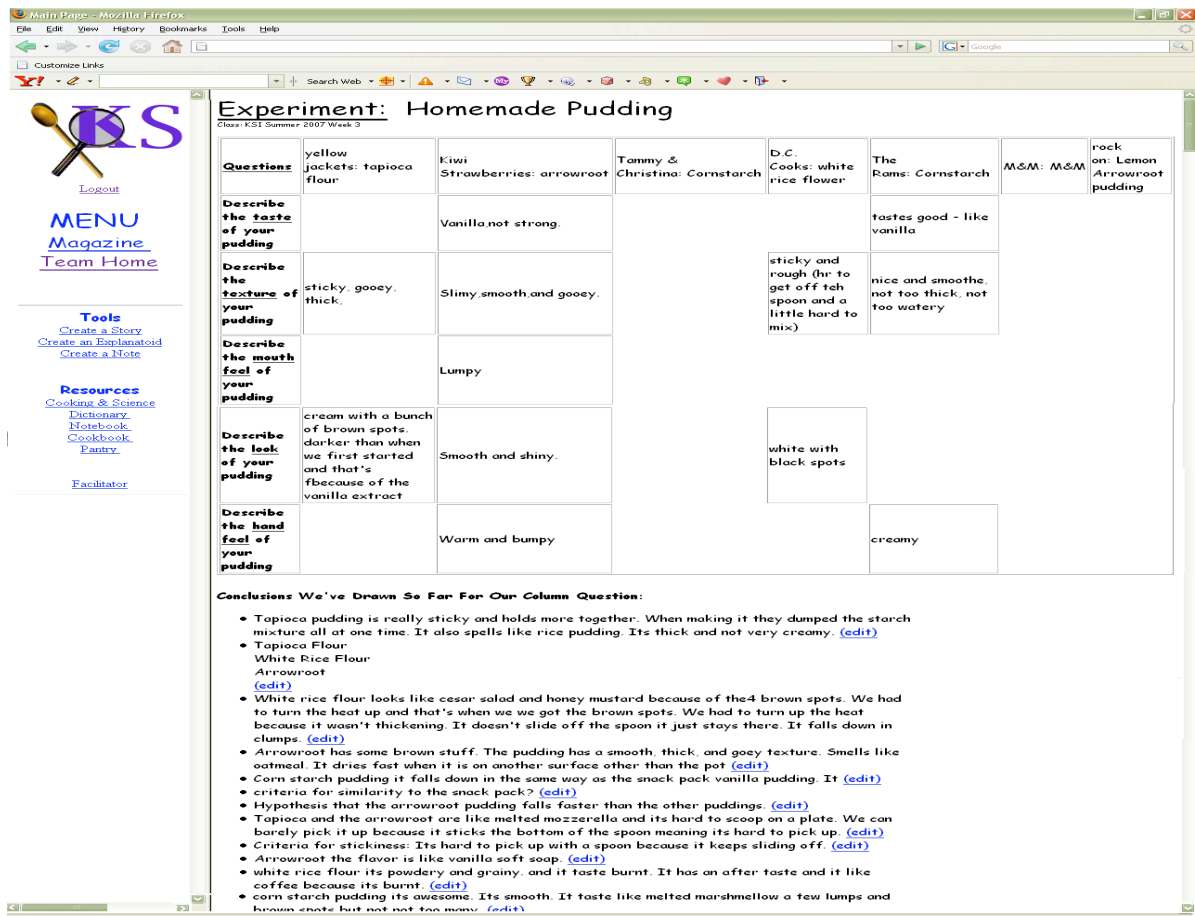 Main Page - Mozilla Firefox
File Edit View History Bookmarks Tools Help
G Google
Customize Links
Y! Search Web
KS
Logout
MENU
Magazine
Team Home
Tools
Create a Story
Create an Explanatoid
Create a Note
Resources
Cooking & Science
Dictionary
Notebook
Cookbook
Pantry
Facilitator
Experiment: Homemade Pudding
Class: KSI Summer 2007 Week 3
Questions
yellow
jackets: tapioca
flour
Kiwi
Strawberries: arrowroot
Tammy &
Christina: Cornstarch
D.C.
Cooks: white
rice flower
The
Rams: Cornstarch
M&M: M&M
rock
on: Lemon
Arrowroot
pudding
Describe
the taste
of your
pudding
Vanilla,not strong.
tastes good - like
vanilla
Describe
the
texture of
your
pudding
sticky, gooey,
thick,
Slimy,smooth,and gooey.
sticky and
rough (hr to
get off teh
spoon and a
little hard to
mix)
nice and smoothe,
not too thick, not
too watery
Describe
the mouth
feel of
your
pudding
Lumpy
Describe
the look
of your
pudding
cream with a bunch
of brown spots.
darker than when
we first started
and that's
fbecause of the
vanilla extract
Smooth and shiny.
white with
black spots
Describe
the hand
feel of
your
pudding
Warm and bumpy
creamy
Conclusions We've Drawn So Far For Our Column Question:
Tapioca pudding is really sticky and holds more together. When making it they dumped the starch
mixture all at one time. It also spells like rice pudding. Its thick and not very creamy. (edit)
Tapioca Flour
White Rice Flour
Arrowroot
(edit)
White rice flour looks like cesar salad and honey mustard because of the4 brown spots. We had
to turn the heat up and that's when we we got the brown spots. We had to turn up the heat
because it wasn't thickening. It doesn't slide off the spoon it just stays there. It falls down in
clumps. (edit)
Arrowroot has some brown stuff. The pudding has a smooth, thick, and goey texture. Smells like
oatmeal. It dries fast when it is on another surface other than the pot (edit)
Corn starch pudding it falls down in the same way as the snack pack vanilla pudding. It (edit)
criteria for similarity to the snack pack? (edit)
Hypothesis that the arrowroot pudding falls faster than the other puddings. (edit)
Tapioca and the arrowroot are like melted mozzerella and its hard to scoop on a plate. We can
barely pick it up because it sticks the bottom of the spoon meaning its hard to pick up. (edit)
Criteria for stickiness: Its hard to pick up with a spoon because it keeps sliding off. (edit)
Arrowroot the flavor is like vanilla soft soap. (edit)
white rice flour its powdery and grainy. and it taste burnt. It has an after taste and it like
coffee because its burnt. (edit)
corn starch pudding its awesome. Its smooth. It taste like melted marshmellow a few lumps and
brown spots but not not too many. (edit)